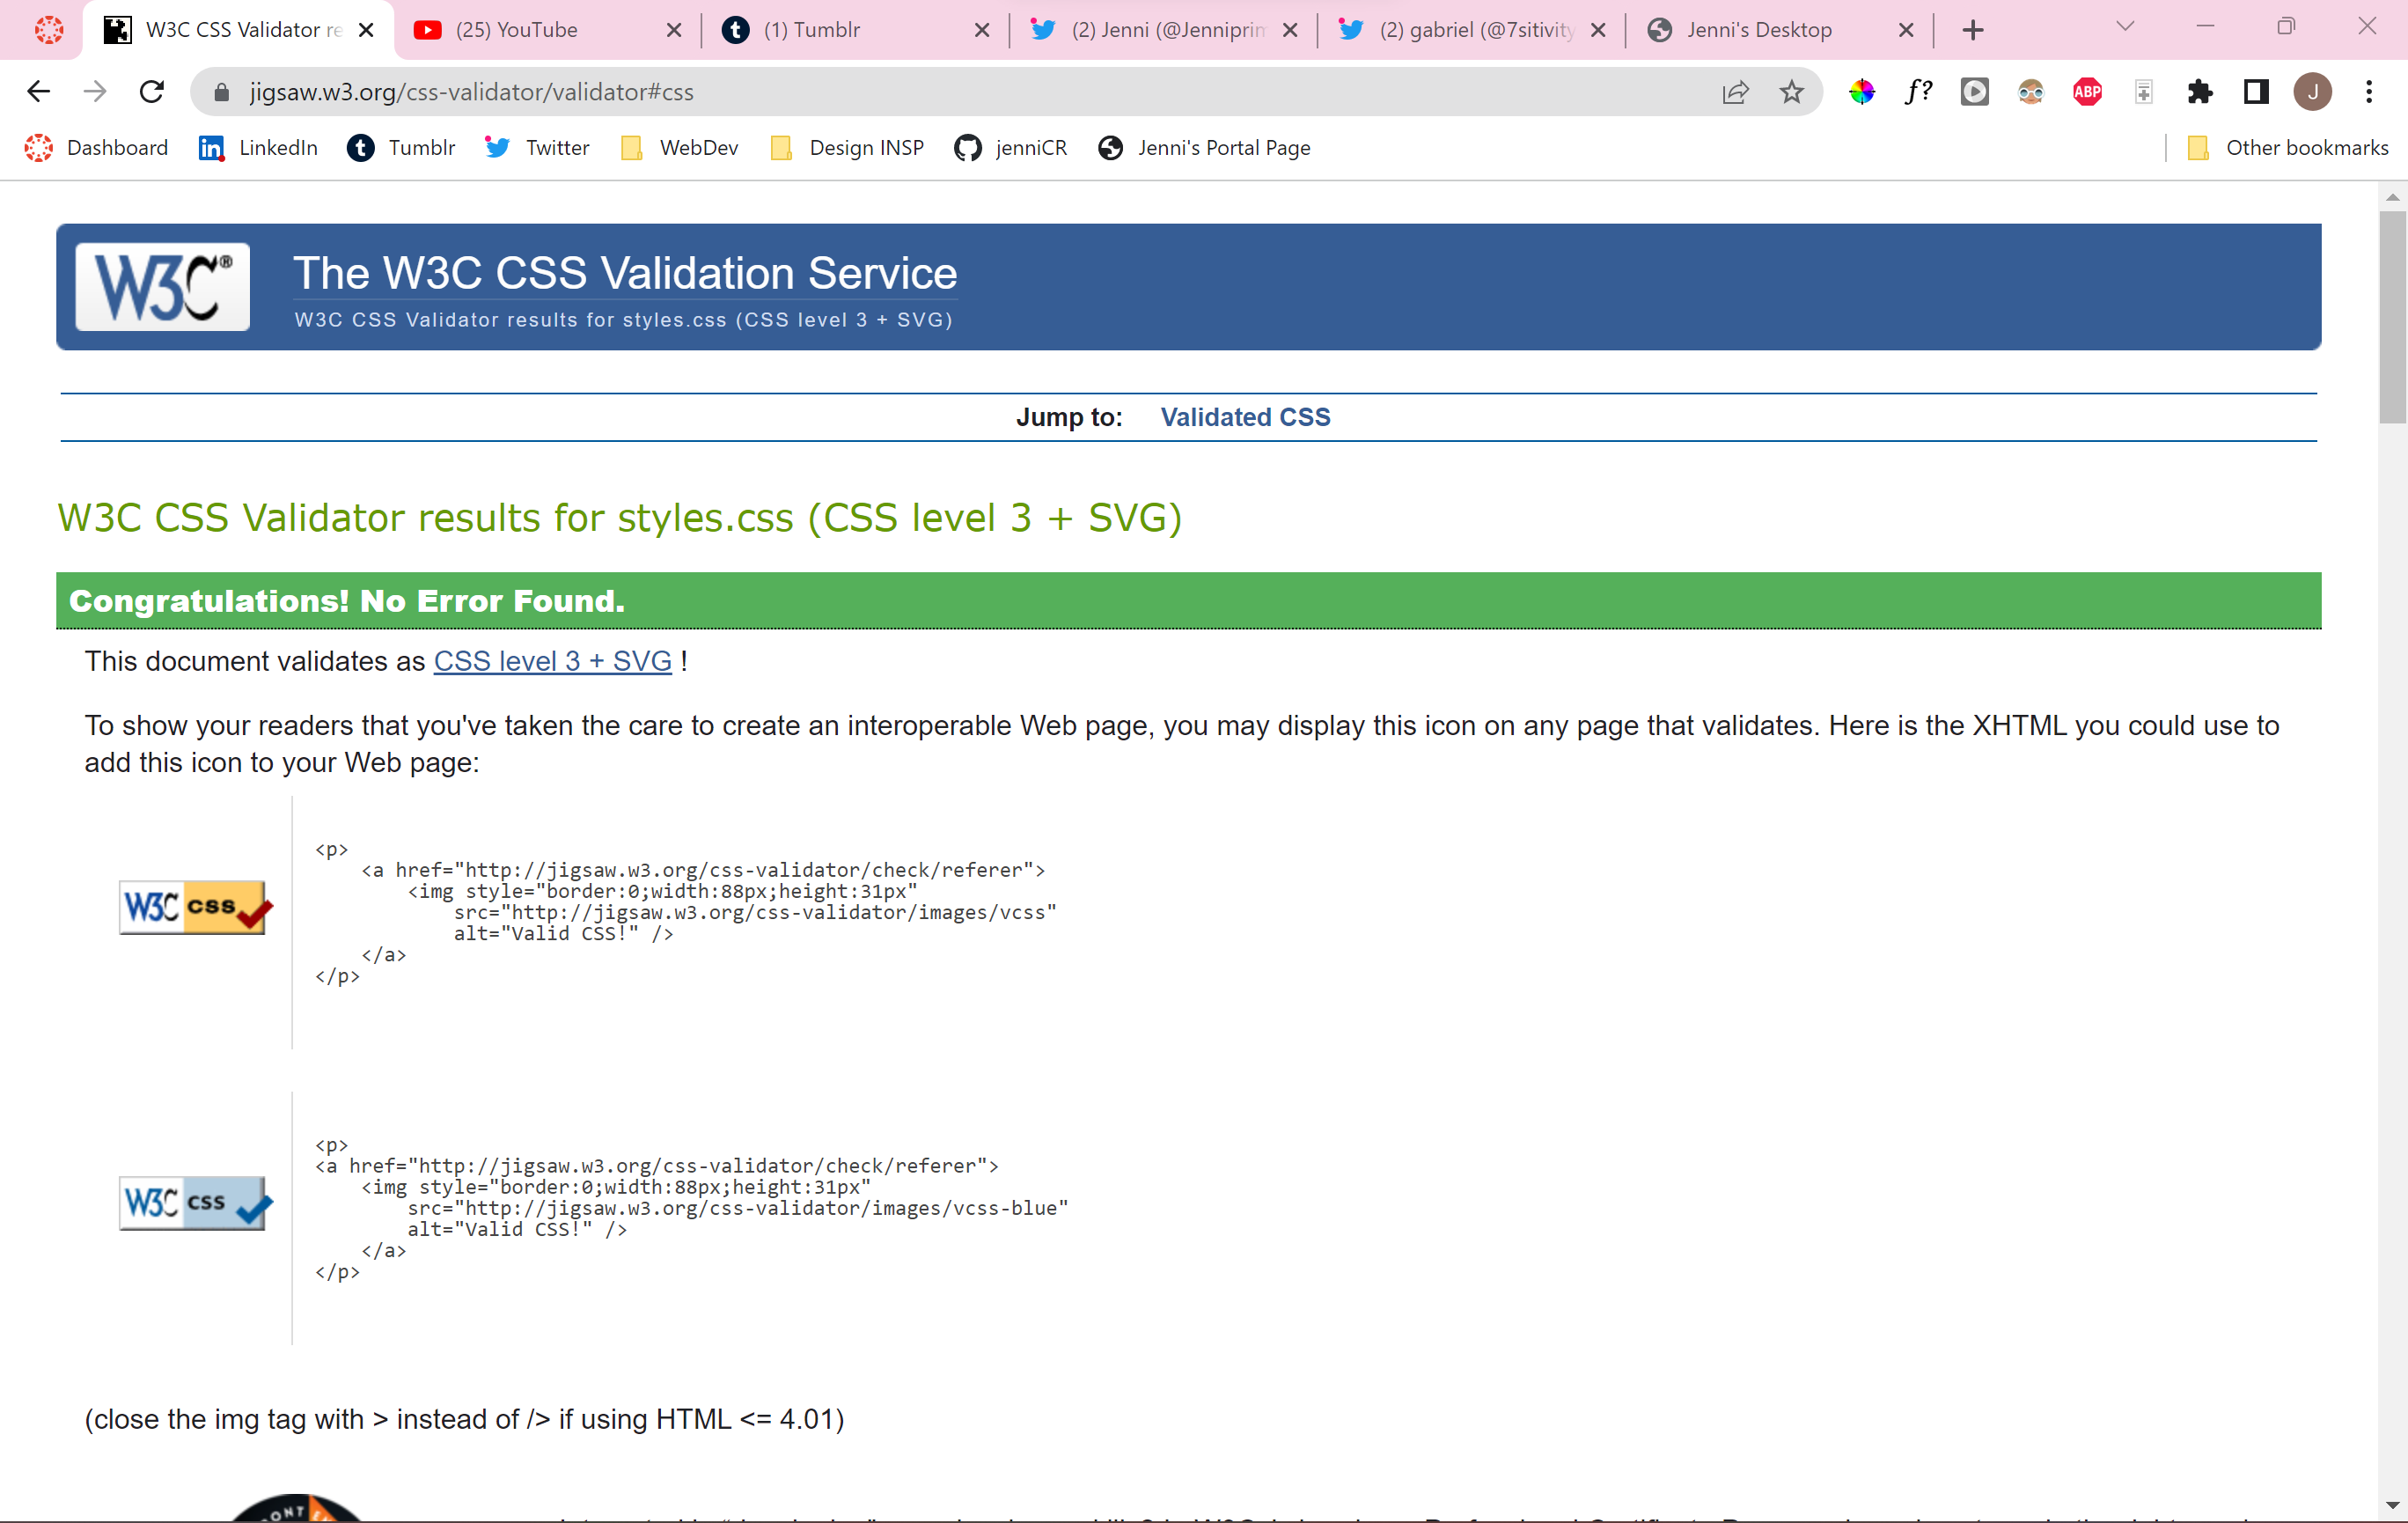 W3C CSS Validator re
(25) YouTube
(1) Tumblr
(2) Jenni (@Jenniprim
(2) gabriel (@7sitivity
Jenni's Desktop
jigsaw.w3.org/css-validator/validator#css
f?
ABP
J
Dashboard
LinkedIn
Tumblr
Twitter
WebDev
Design INSP
jenniCR
Jenni's Portal Page
Other bookmarks
W3C®
The W3C CSS Validation Service
W3C CSS Validator results for styles.css (CSS level 3 + SVG)
Jump to: Validated CSS
W3C CSS Validator results for styles.css (CSS level 3 + SVG)
Congratulations! No Error Found.
This document validates as CSS level 3 + SVG !
To show your readers that you've taken the care to create an interoperable Web page, you may display this icon on any page that validates. Here is the XHTML you could use to
add this icon to your Web page:
W3C css
<p>
    <a href="http://jigsaw.w3.org/css-validator/check/referer">
        <img style="border:0;width:88px;height:31px"
            src="http://jigsaw.w3.org/css-validator/images/vcss"
            alt="Valid CSS!" />
    </a>
</p>
W3C css
<p>
<a href="http://jigsaw.w3.org/css-validator/check/referer">
    <img style="border:0;width:88px;height:31px"
        src="http://jigsaw.w3.org/css-validator/images/vcss-blue"
        alt="Valid CSS!" />
    </a>
</p>
(close the img tag with > instead of /> if using HTML <= 4.01)